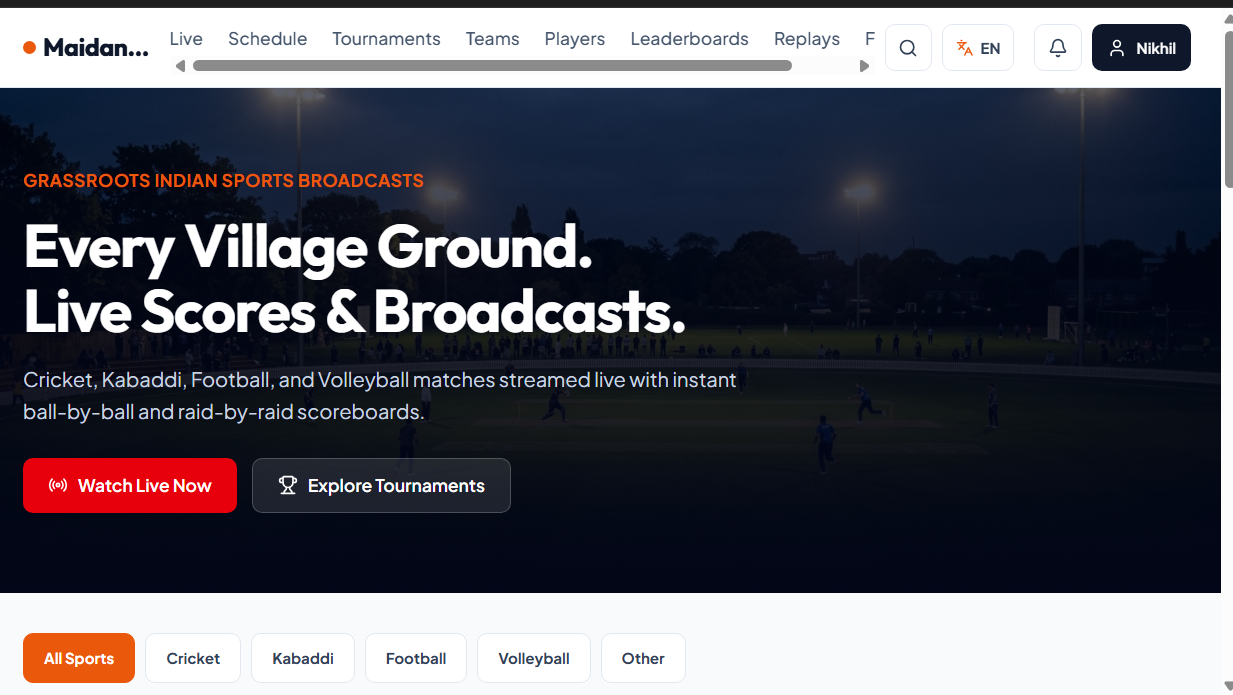 Maidan...
Live
Schedule
Tournaments
Teams
Players
Leaderboards
Replays
F
EN
Nikhil
GRASSROOTS INDIAN SPORTS BROADCASTS
Every Village Ground.
Live Scores & Broadcasts.
Cricket, Kabaddi, Football, and Volleyball matches streamed live with instant
ball-by-ball and raid-by-raid scoreboards.
Watch Live Now
Explore Tournaments
All Sports
Cricket
Kabaddi
Football
Volleyball
Other